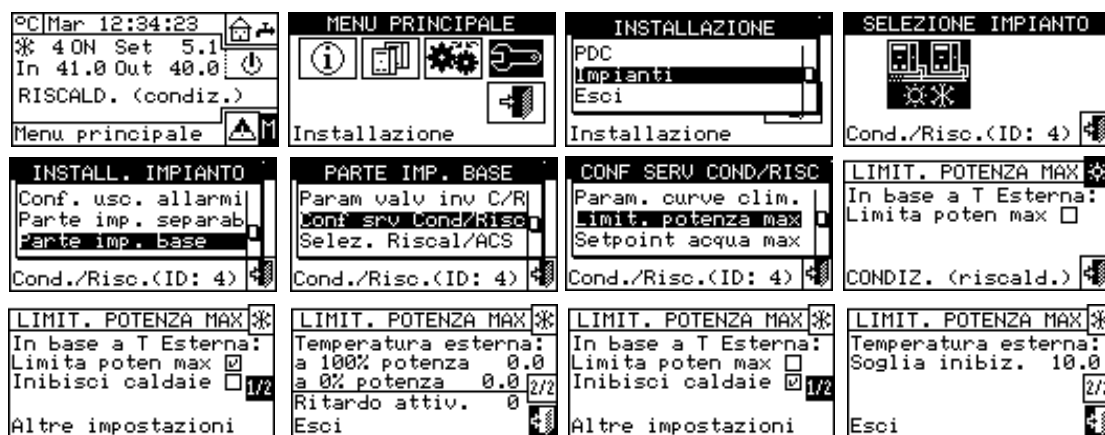 ºC Mar 12:34:23
4 ON Set 5.1
In 41.0 Out 40.0
RISCALD. (condiz.)
Menu principale M
MENU PRINCIPALE
Installazione
INSTALLAZIONE
PDC
Impianti
Esci
Installazione
SELEZIONE IMPIANTO
Cond./Risc.(ID: 4)
INSTALL. IMPIANTO
Conf. usc. allarmi
Parte imp. separab
Parte imp. base
Cond./Risc.(ID: 4)
PARTE IMP. BASE
Param valv inv C/R
Conf srv Cond/Risc
Selez. Riscal/ACS
Cond./Risc.(ID: 4)
CONF SERV COND/RISC
Param. curve clim.
Limit. potenza max
Setpoint acqua max
Cond./Risc.(ID: 4)
LIMIT. POTENZA MAX
In base a T Esterna:
Limita poten max
CONDIZ. (riscald.)
LIMIT. POTENZA MAX
In base a T Esterna:
Limita poten max
Inibisci caldaie 1/2
Altre impostazioni
LIMIT. POTENZA MAX
Temperatura esterna:
a 100% potenza 0.0
a 0% potenza 0.0 2/2
Ritardo attiv. 0
Esci
LIMIT. POTENZA MAX
In base a T Esterna:
Limita poten max
Inibisci caldaie 1/2
Altre impostazioni
LIMIT. POTENZA MAX
Temperatura esterna:
Soglia inibiz. 10.0
Esci